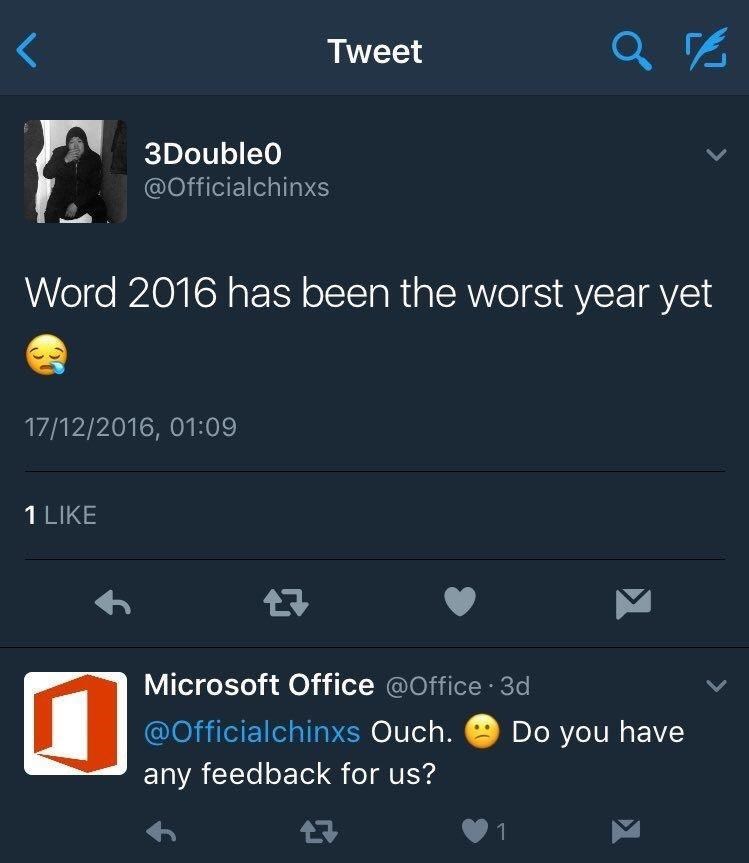 Tweet
3Double0
@Officialchinxs
Word 2016 has been the worst year yet
😪
17/12/2016, 01:09
1 LIKE
Microsoft Office @Office · 3d
@Officialchinxs Ouch. 😕 Do you have
any feedback for us?
1